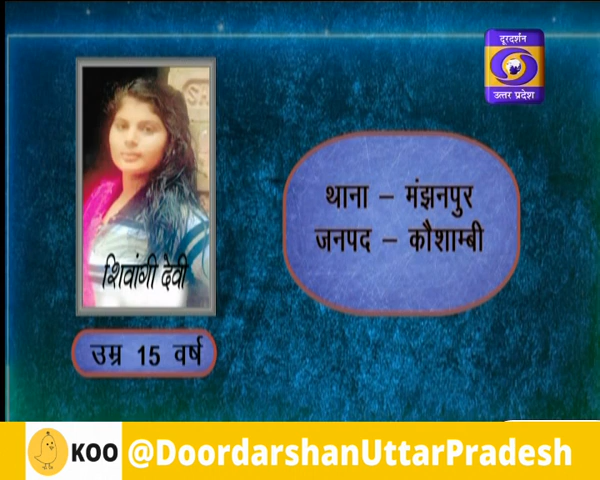 दूरदर्शन
उत्तर प्रदेश
थाना – मंझनपुर
जनपद – कौशाम्बी
शिवांगी देवी
उम्र 15 वर्ष
KOO @DoordarshanUttarPradesh